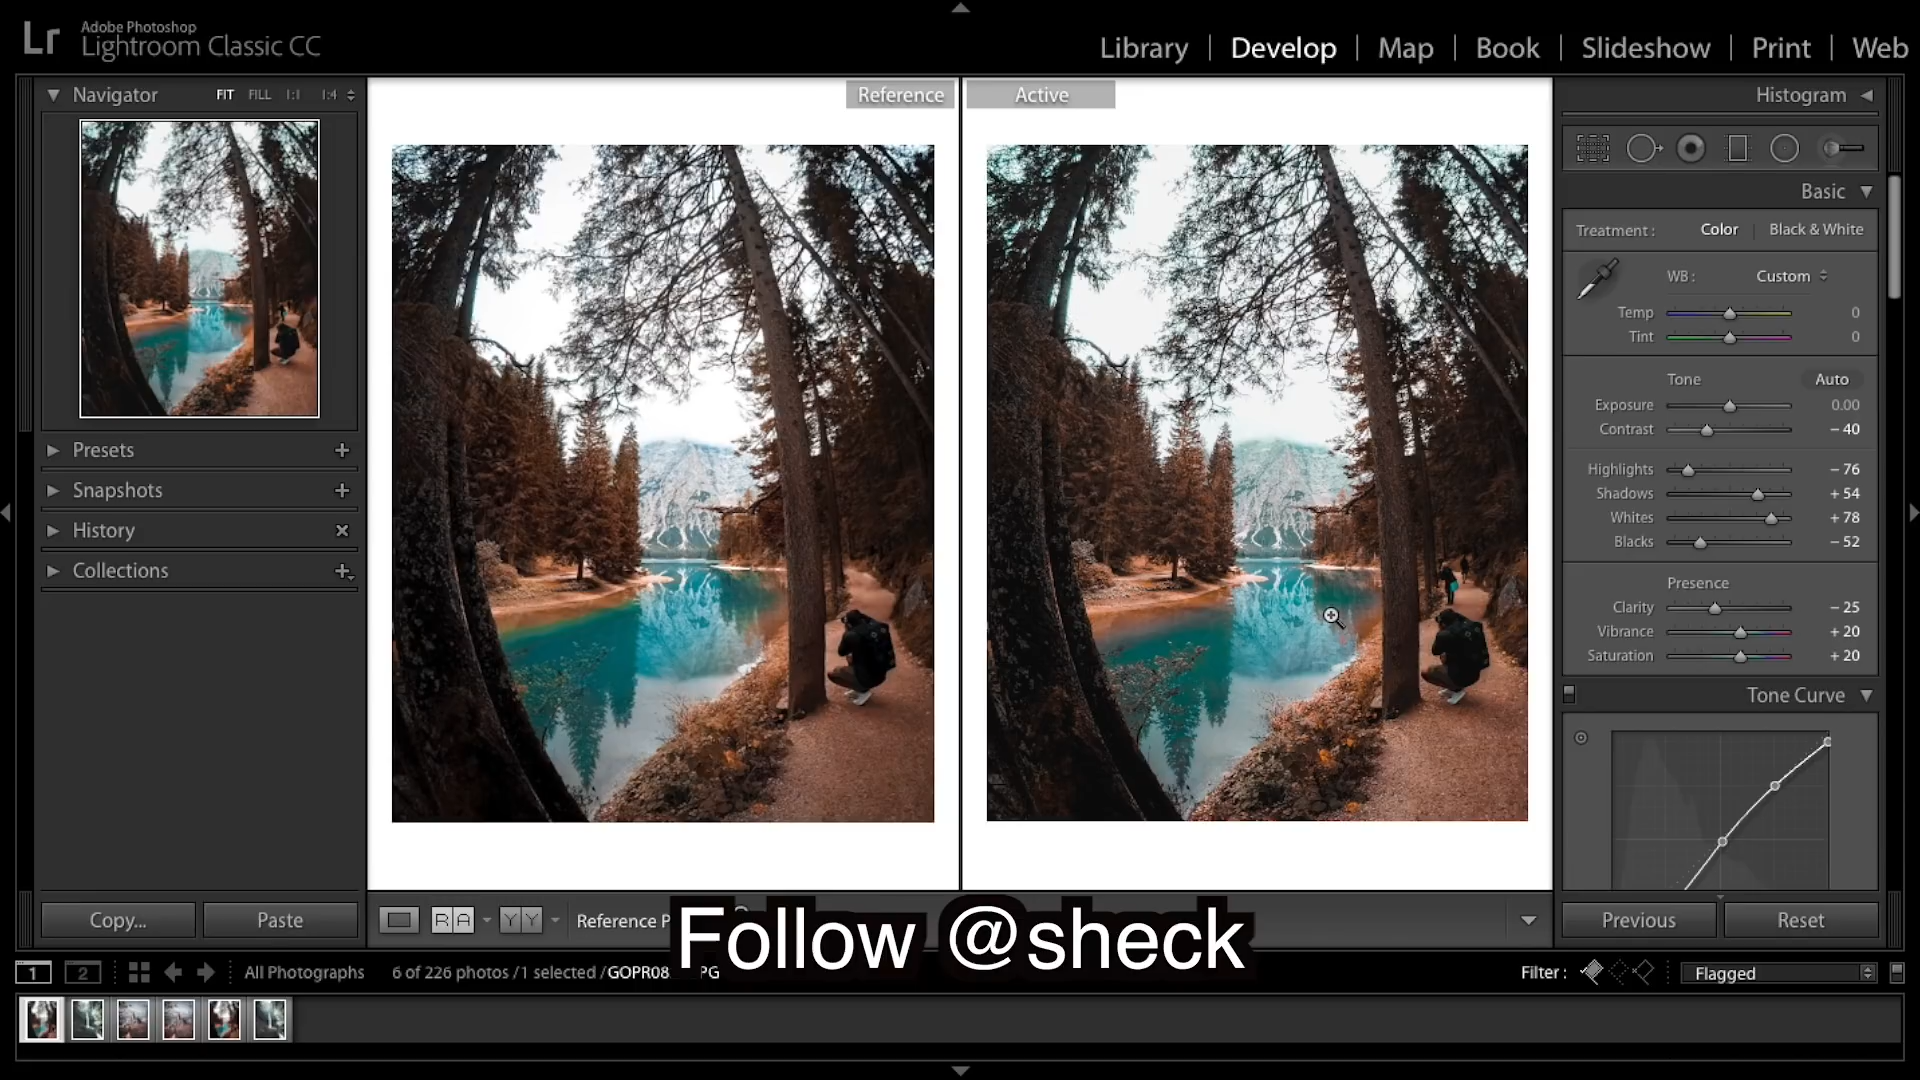 Lr Adobe Photoshop
Lightroom Classic CC
Library | Develop | Map | Book | Slideshow | Print | Web
Navigator FIT FILL 1:1 1:4
Reference
Active
Histogram
Basic
Treatment : Color | Black & White
WB : Custom
Temp 0
Tint 0
Tone Auto
Exposure 0.00
Contrast − 40
Highlights − 76
Shadows + 54
Whites + 78
Blacks − 52
Presence
Clarity − 25
Vibrance + 20
Saturation + 20
Tone Curve
Presets
Snapshots
History
Collections
Copy... Paste
R A Y Y Reference P
Previous Reset
Follow @sheck
1 2 All Photographs 6 of 226 photos /1 selected /GOPR08 PG
Filter : Flagged